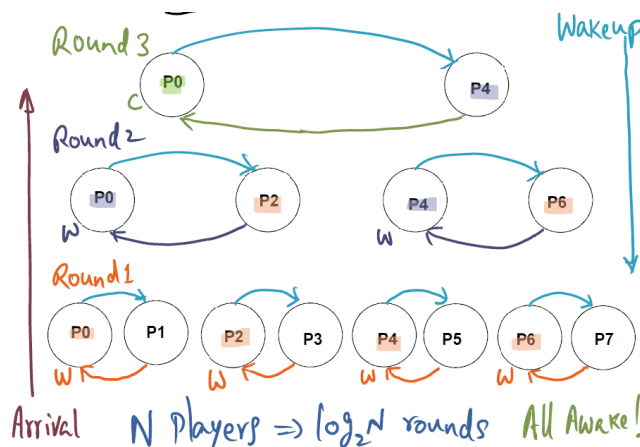 Round 3
Wakeup
P0
P4
C
Round 2
P0
P2
P4
P6
W
W
Round 1
P0
P1
P2
P3
P4
P5
P6
P7
W
W
W
W
Arrival
N Players => log2N rounds
All Awake!